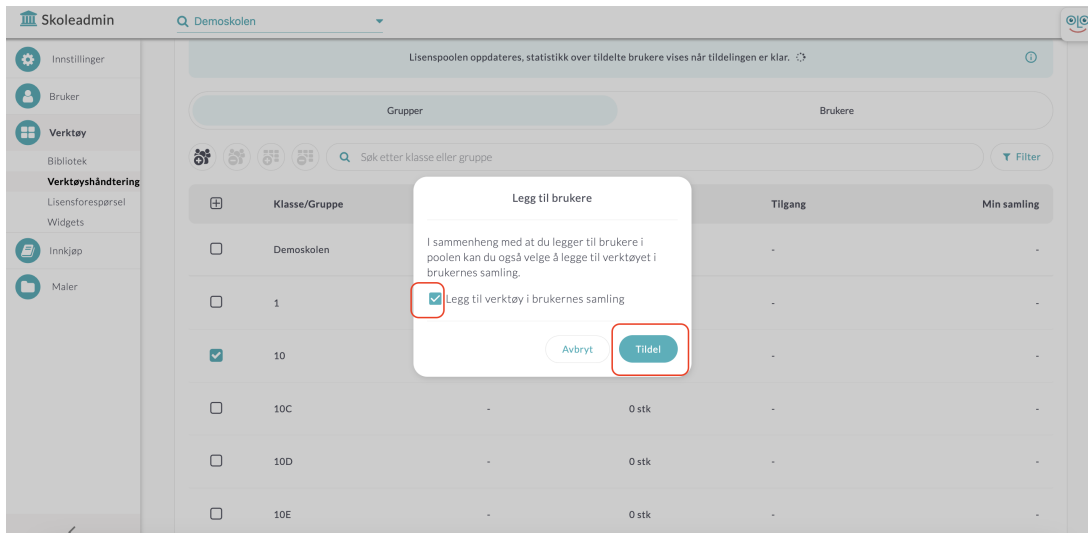 Skoleadmin
Demoskolen
Innstillinger
Bruker
Verktøy
Bibliotek
Verktøyshåndtering
Lisensforespørsel
Widgets
Innkjøp
Maler
Lisenspoolen oppdateres, statistikk over tildelte brukere vises når tildelingen er klar.
Grupper Brukere
Søk etter klasse eller gruppe Filter
Klasse/Gruppe Tilgang Min samling
Demoskolen - -
1 - -
10 - -
10C - 0 stk - -
10D - 0 stk - -
10E - 0 stk - -
Legg til brukere
I sammenheng med at du legger til brukere i
poolen kan du også velge å legge til verktøyet i
brukernes samling.
Legg til verktøy i brukernes samling
Avbryt Tildel